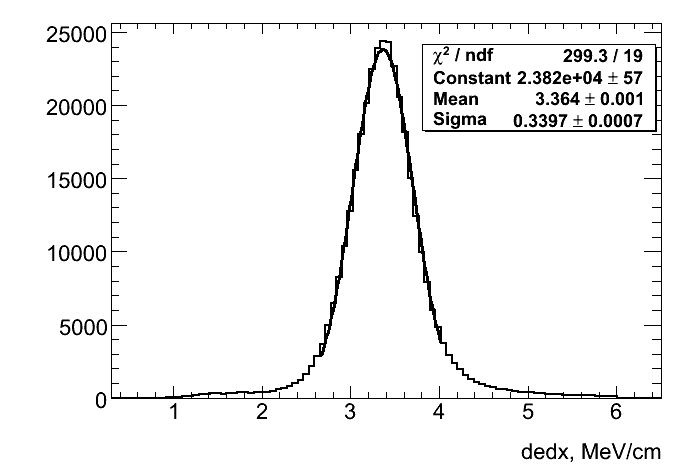 25000
20000
15000
10000
5000
0
χ² / ndf 299.3 / 19
Constant 2.382e+04 ± 57
Mean 3.364 ± 0.001
Sigma 0.3397 ± 0.0007
1 2 3 4 5 6
dedx, MeV/cm